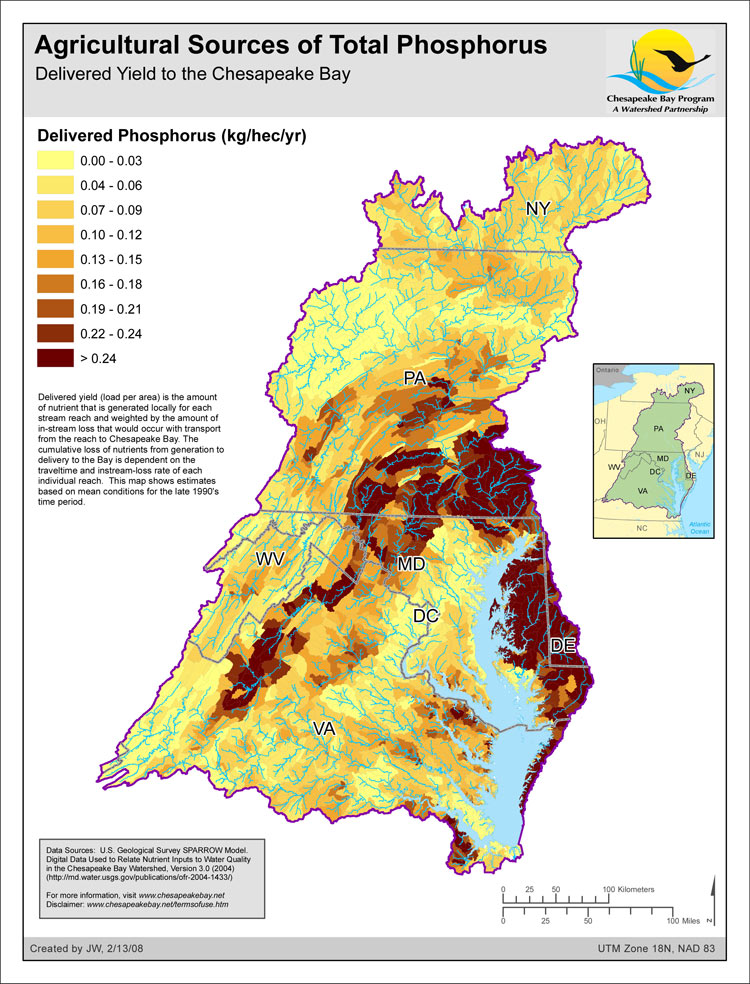 Agricultural Sources of Total Phosphorus
Delivered Yield to the Chesapeake Bay
Chesapeake Bay Program
A Watershed Partnership
Delivered Phosphorus (kg/hec/yr)
0.00 - 0.03
0.04 - 0.06
0.07 - 0.09
0.10 - 0.12
0.13 - 0.15
0.16 - 0.18
0.19 - 0.21
0.22 - 0.24
> 0.24
Delivered yield (load per area) is the amount
of nutrient that is generated locally for each
stream reach and weighted by the amount of
in-stream loss that would occur with transport
from the reach to Chesapeake Bay. The
cumulative loss of nutrients from generation to
delivery to the Bay is dependent on the
traveltime and instream-loss rate of each
individual reach. This map shows estimates
based on mean conditions for the late 1990's
time period.
NY
PA
WV
MD
DC
DE
VA
Ontario
NY
OH
PA
NJ
MD
WV
DC
DE
VA
NC
Atlantic
Ocean
Data Sources: U.S. Geological Survey SPARROW Model.
Digital Data Used to Relate Nutrient Inputs to Water Quality
in the Chesapeake Bay Watershed, Version 3.0 (2004)
(http://md.water.usgs.gov/publications/ofr-2004-1433/)
For more information, visit www.chesapeakebay.net
Disclaimer: www.chesapeakebay.net/termsofuse.htm
0 25 50 100 Kilometers
0 25 50 100 Miles
N
Created by JW, 2/13/08
UTM Zone 18N, NAD 83